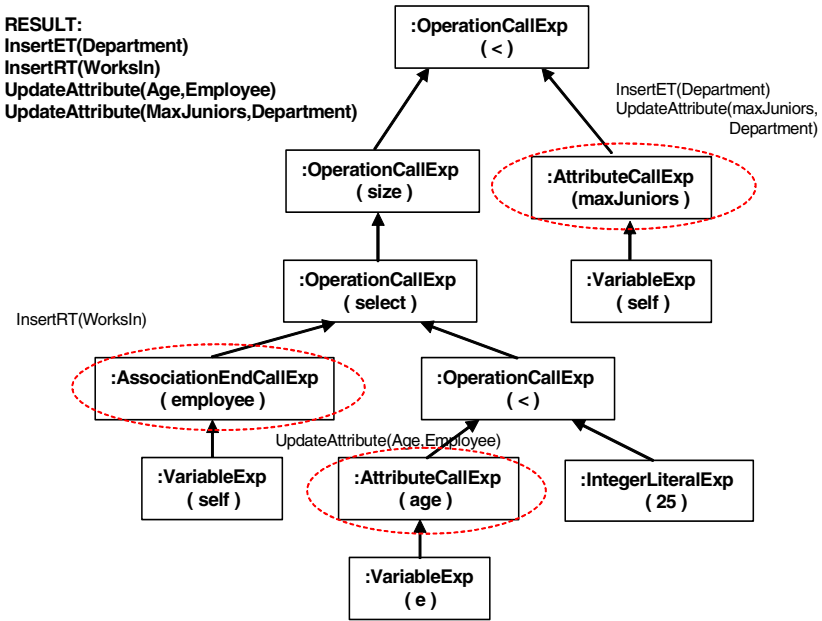 RESULT:
InsertET(Department)
InsertRT(WorksIn)
UpdateAttribute(Age,Employee)
UpdateAttribute(MaxJuniors,Department)
:OperationCallExp
( < )
InsertET(Department)
UpdateAttribute(maxJuniors,
Department)
:OperationCallExp
( size )
:AttributeCallExp
(maxJuniors )
:OperationCallExp
( select )
:VariableExp
( self )
InsertRT(WorksIn)
:AssociationEndCallExp
( employee )
:OperationCallExp
( < )
UpdateAttribute(Age,Employee)
:VariableExp
( self )
:AttributeCallExp
( age )
:IntegerLiteralExp
( 25 )
:VariableExp
( e )